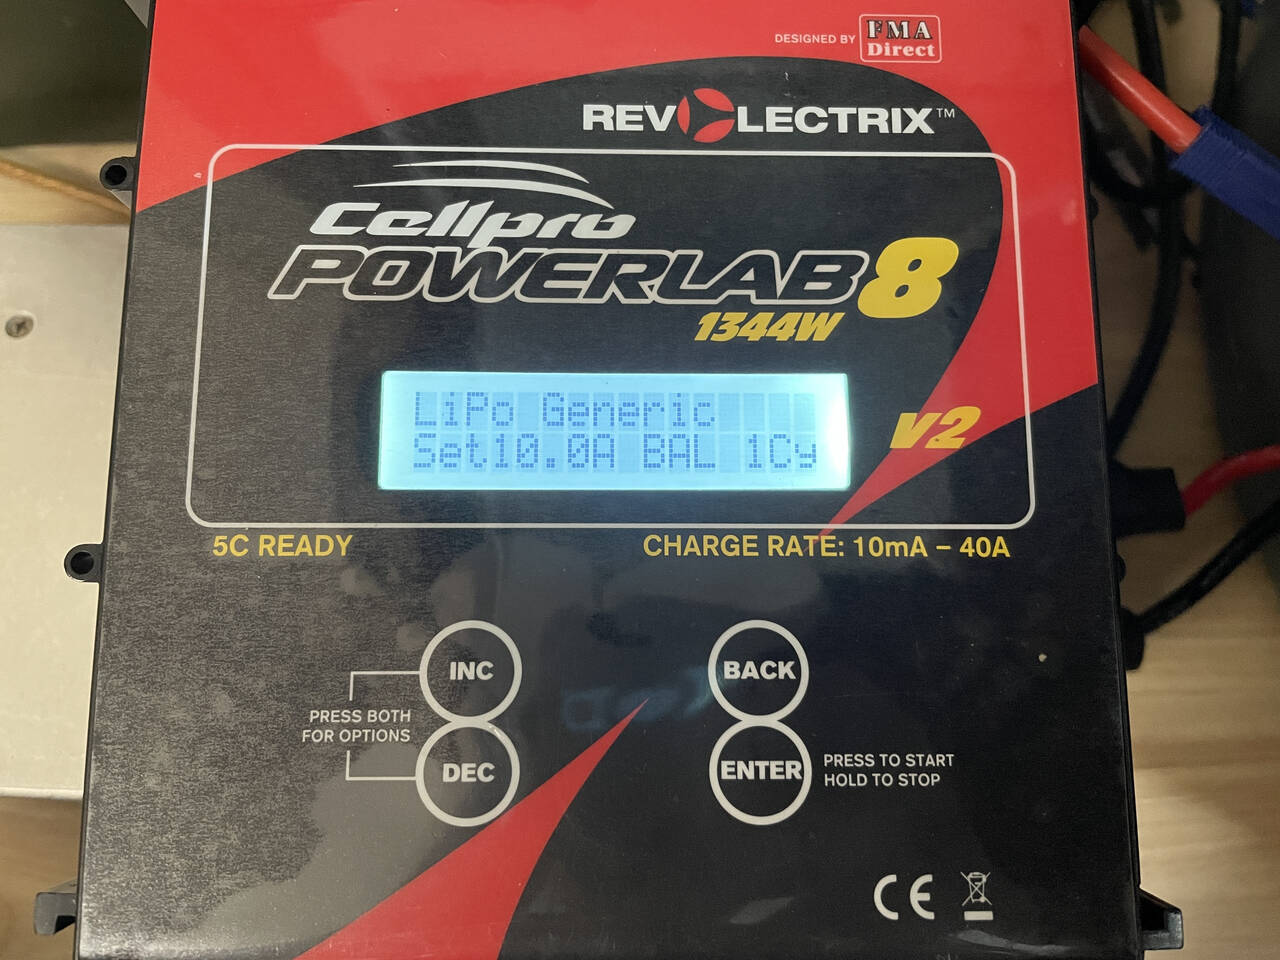 DESIGNED BY FMA Direct
REVOLECTRIX™
Cellpro
POWERLAB 8
1344W
LiPo Generic
Set10.0A BAL 1Cy
v2
5C READY
CHARGE RATE: 10mA – 40A
INC
BACK
PRESS BOTH
FOR OPTIONS
DEC
ENTER
PRESS TO START
HOLD TO STOP
CE